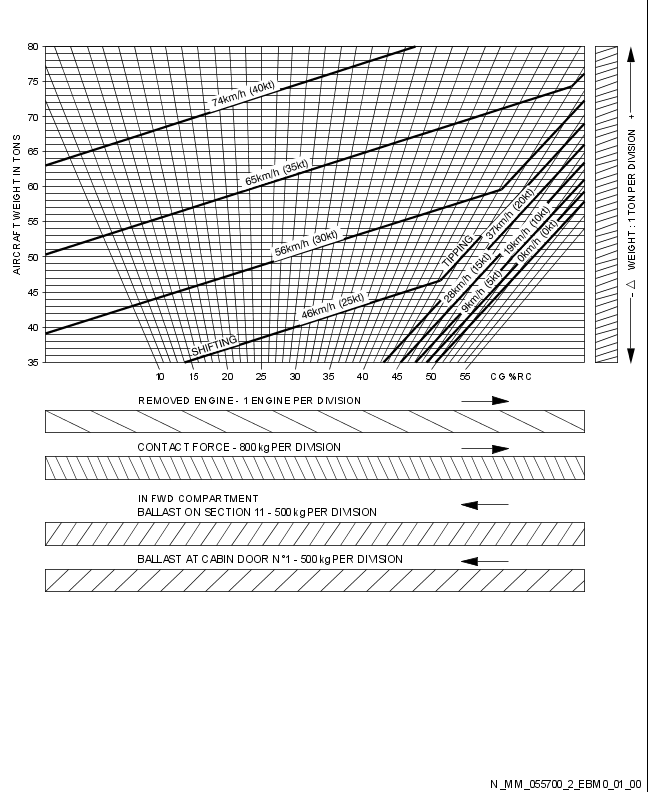 80
75
70
65
60
55
50
45
40
35
AIRCRAFT WEIGHT IN TONS
74km/h (40kt)
65km/h (35kt)
56km/h (30kt)
46km/h (25kt)
SHIFTING
TIPPING
37km/h (20kt)
28km/h (15kt)
19km/h (10kt)
9km/h (5kt)
0km/h (0kt)
- △ WEIGHT : 1 TON PER DIVISION +
10 15 20 25 30 35 40 45 50 55 CG %RC
REMOVED ENGINE - 1 ENGINE PER DIVISION
CONTACT FORCE - 800 kg PER DIVISION
IN FWD COMPARTMENT
BALLAST ON SECTION 11 - 500 kg PER DIVISION
BALLAST AT CABIN DOOR N°1 - 500 kg PER DIVISION
N_MM_055700_2_EBM0_01_00